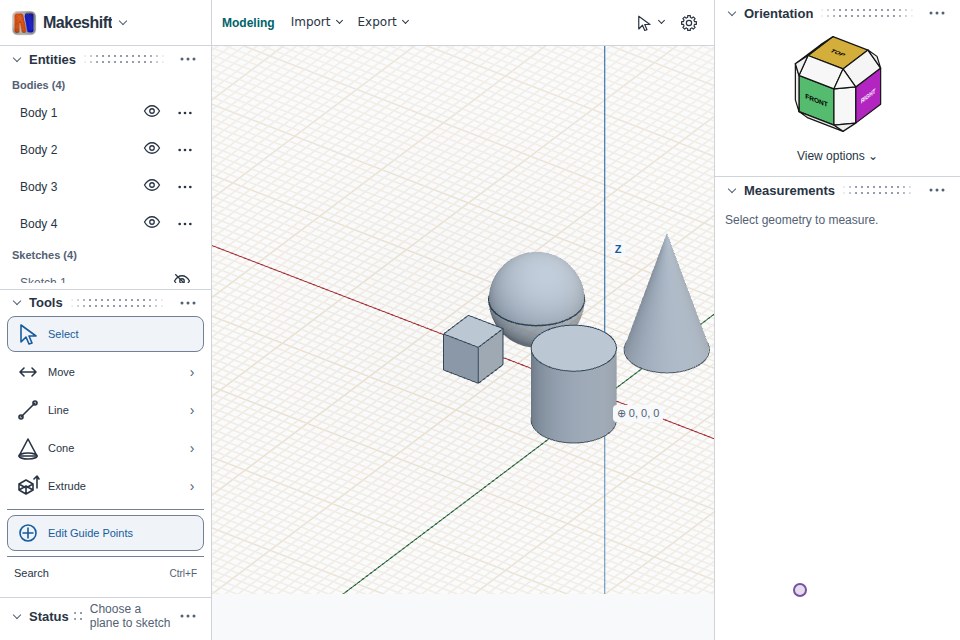 Makeshift
Modeling Import Export
Entities
Bodies (4)
Body 1
Body 2
Body 3
Body 4
Sketches (4)
Sketch 1
Tools
Select
Move
Line
Cone
Extrude
Edit Guide Points
Search Ctrl+F
Status Choose a
plane to sketch
Z
0, 0, 0
Orientation
TOP
FRONT
RIGHT
View options
Measurements
Select geometry to measure.